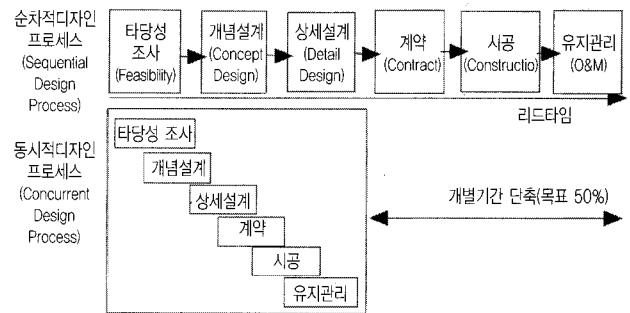 순차적디자인
프로세스
(Sequential
Design
Process)
타당성
조사
(Feasibility)
개념설계
(Concept
Design)
상세설계
(Detail
Design)
계약
(Contract)
시공
(Constructio)
유지관리
(O&M)
리드타임
동시적디자인
프로세스
(Concurrent
Design
Process)
타당성 조사
개념설계
상세설계
계약
시공
유지관리
개별기간 단축(목표 50%)